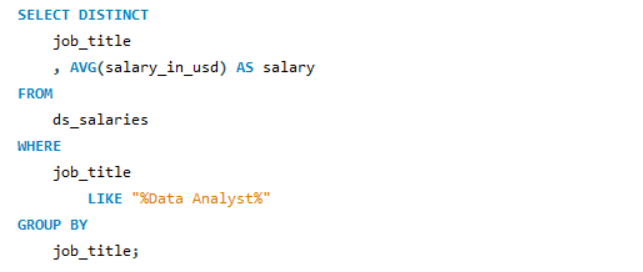 SELECT DISTINCT
job_title
, AVG(salary_in_usd) AS salary
FROM
ds_salaries
WHERE
job_title
LIKE "%Data Analyst%"
GROUP BY
job_title;